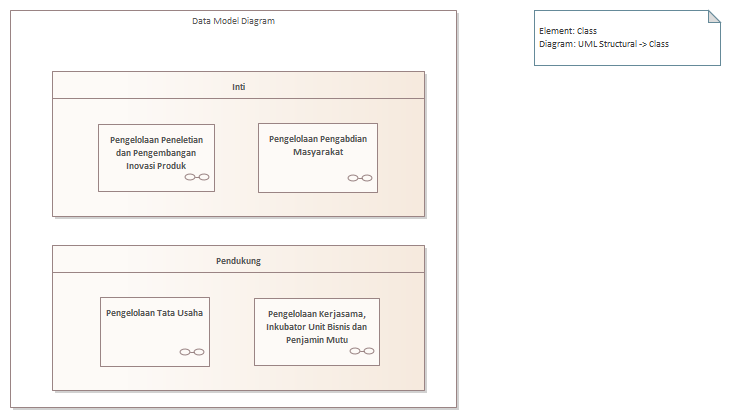 Data Model Diagram
Element: Class
Diagram: UML Structural -> Class
Inti
Pengelolaan Peneletian
dan Pengembangan
Inovasi Produk
Pengelolaan Pengabdian
Masyarakat
Pendukung
Pengelolaan Tata Usaha
Pengelolaan Kerjasama,
Inkubator Unit Bisnis dan
Penjamin Mutu